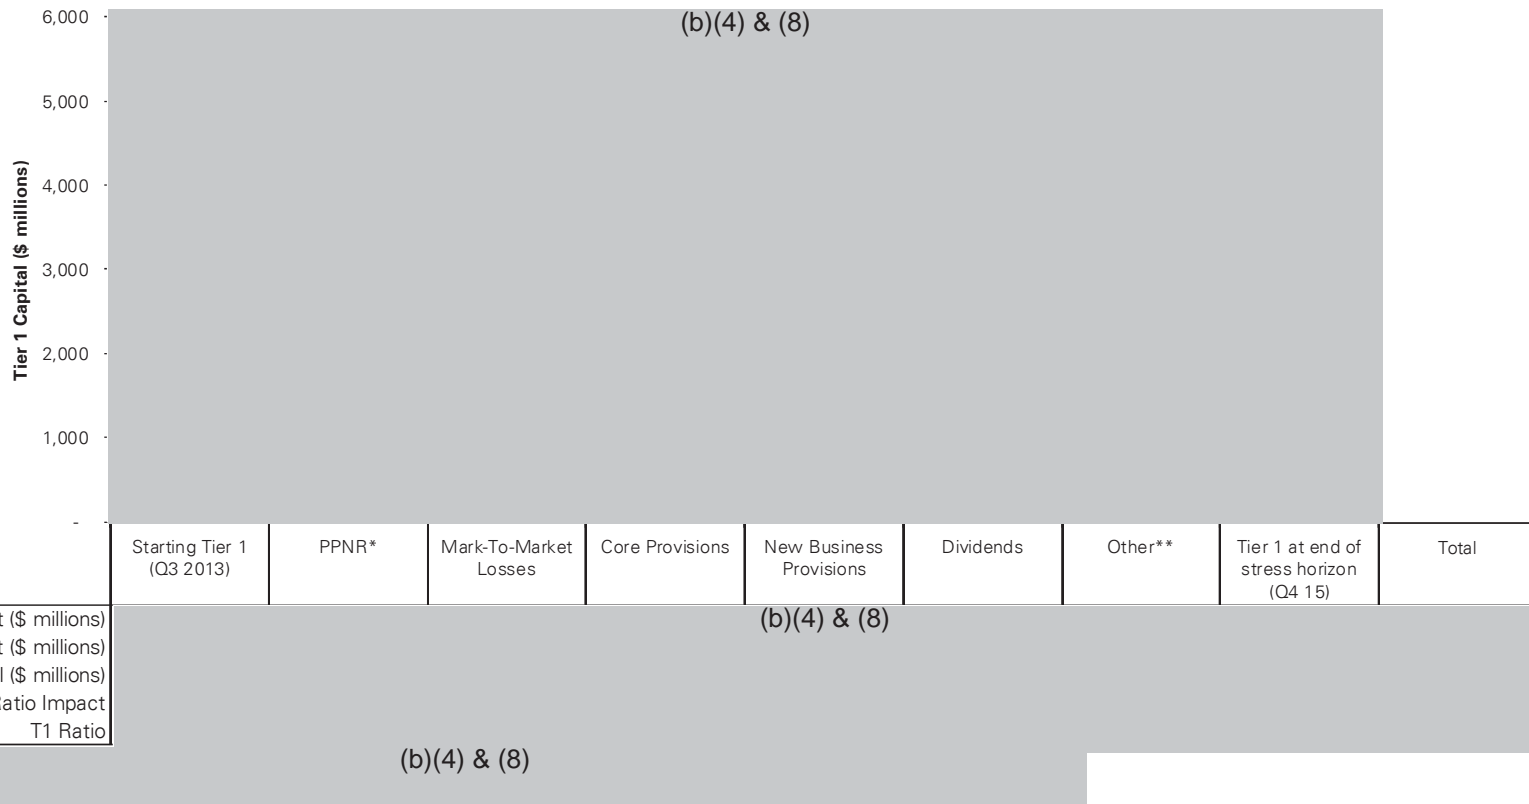 6,000
(b)(4) & (8)
5,000
4,000
3,000
2,000
1,000
-
Tier 1 Capital ($ millions)
Starting Tier 1 (Q3 2013)
PPNR*
Mark-To-Market Losses
Core Provisions
New Business Provisions
Dividends
Other**
Tier 1 at end of stress horizon (Q4 15)
Total
($ millions)
(b)(4) & (8)
($ millions)
($ millions)
Impact
T1 Ratio
(b)(4) & (8)